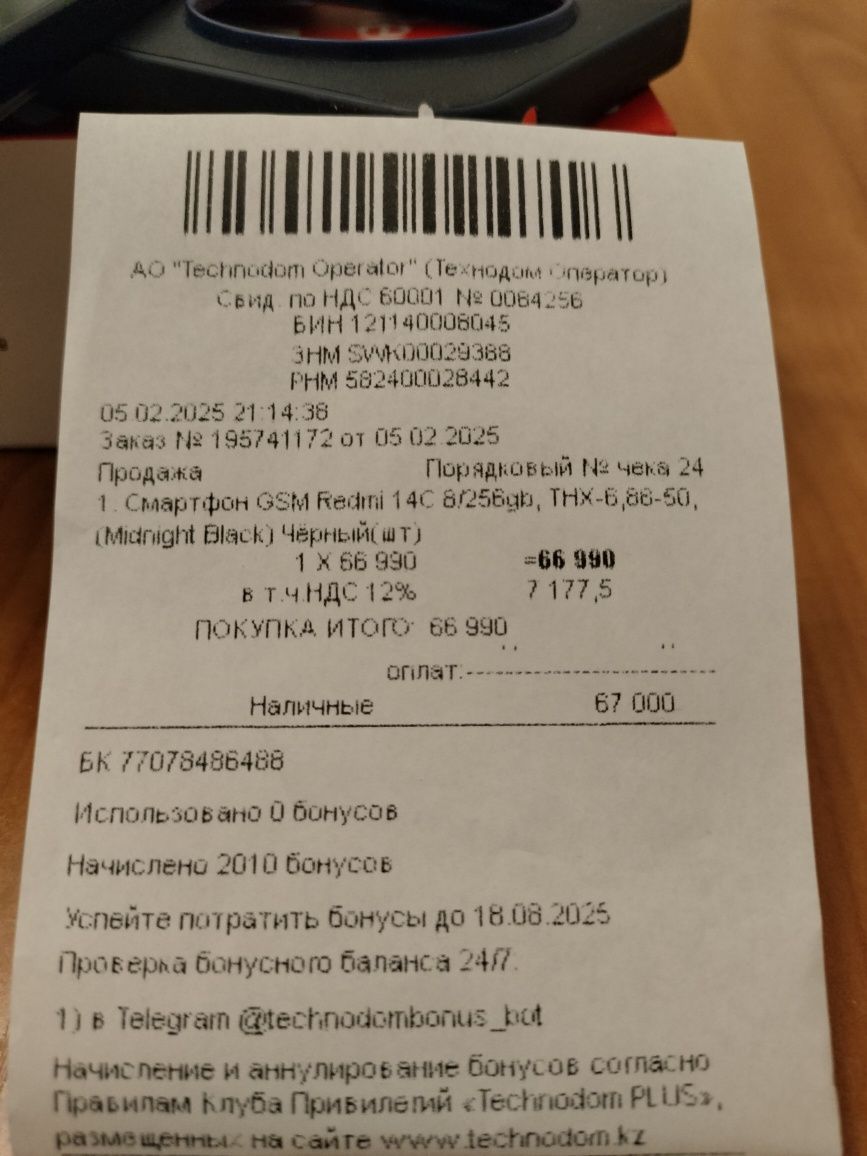 АО "Technodom Operator" (Технодом Оператор)
Свид. по НДС 60001 № 0084256
БИН 121140008045
ЗНМ SWK00029388
РНМ 582400028442
05.02.2025 21:14:38
Заказ № 195741172 от 05.02.2025
Продажа Порядковый № чека 24
1. Смартфон GSM Redmi 14C 8/256gb, THX-6,86-50,
(Midnight Black) Чёрный(шт)
1 X 66 990 =66 990
в т.ч.НДС 12% 7 177,5
ПОКУПКА ИТОГО: 66 990
оплат:------------------------------
Наличные 67 000
БК 77078486488
Использовано 0 бонусов
Начислено 2010 бонусов
Успейте потратить бонусы до 18.08.2025
Проверка бонусного баланса 24/7.
1) в Telegram @technodombonus_bot
Начисление и аннулирование бонусов согласно
Правилам Клуба Привилегий «Technodom PLUS»,
размещенных на сайте www.technodom.kz